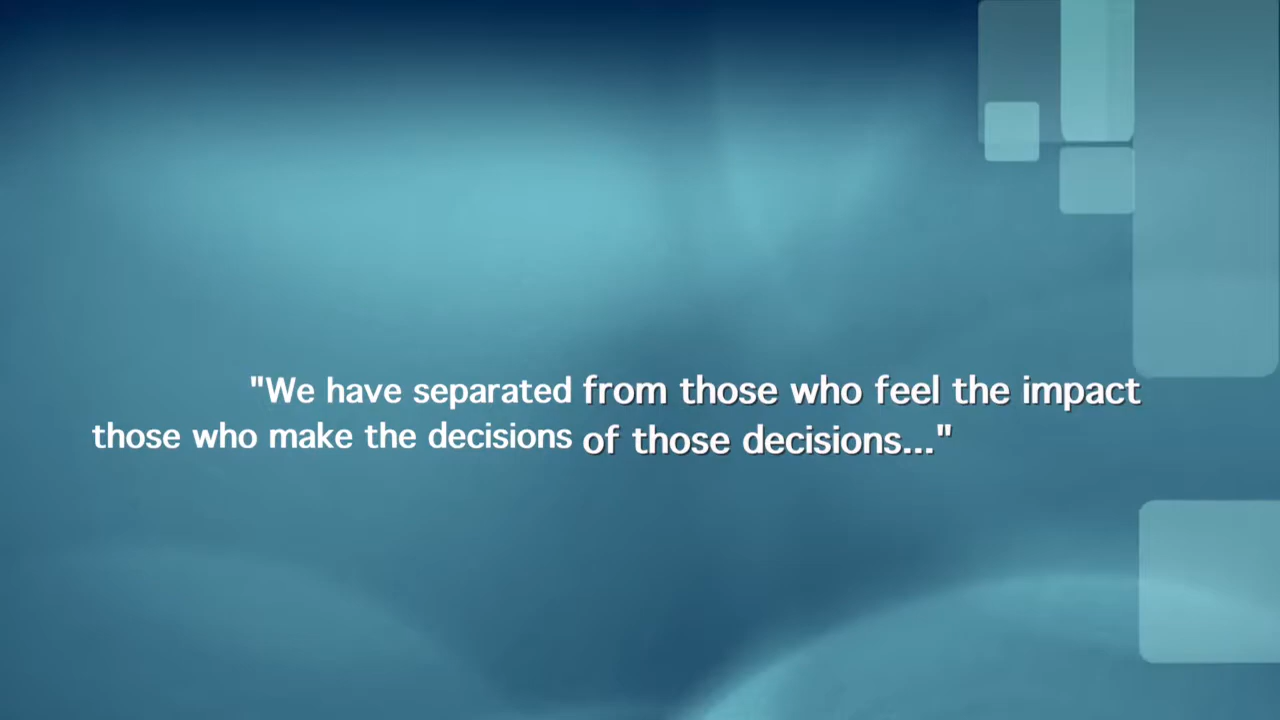 "We have separated
those who make the decisions
from those who feel the impact
of those decisions..."